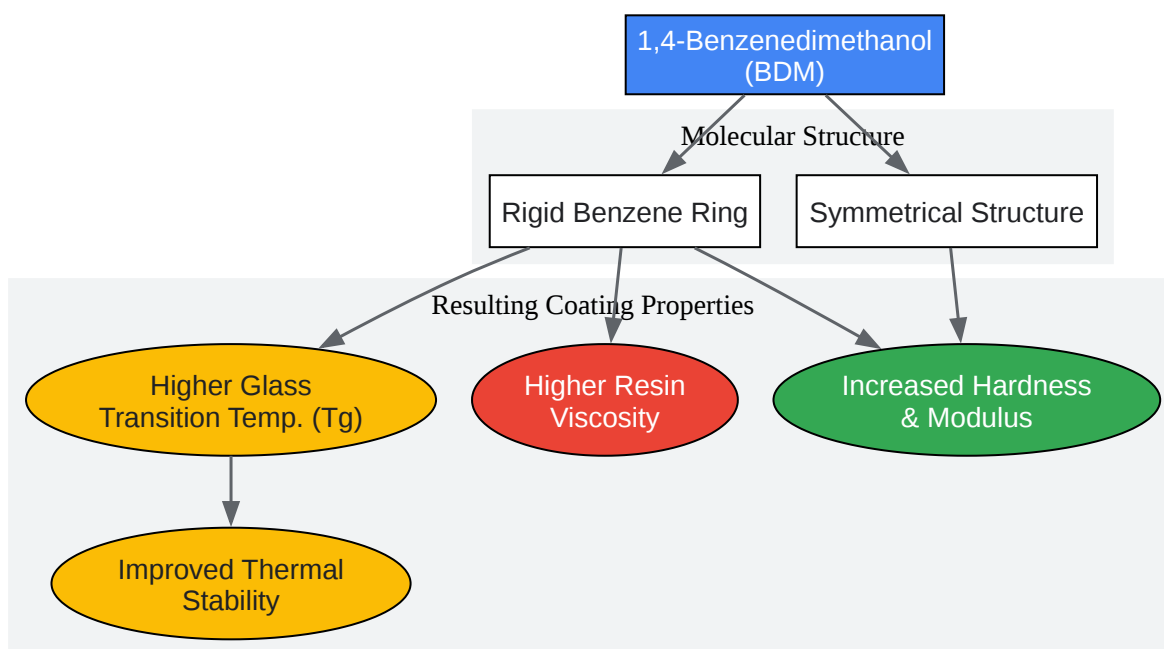 1,4-Benzenedimethanol
(BDM)
Molecular Structure
Rigid Benzene Ring
Symmetrical Structure
Resulting Coating Properties
Higher Glass
Transition Temp. (Tg)
Higher Resin
Viscosity
Increased Hardness
& Modulus
Improved Thermal
Stability